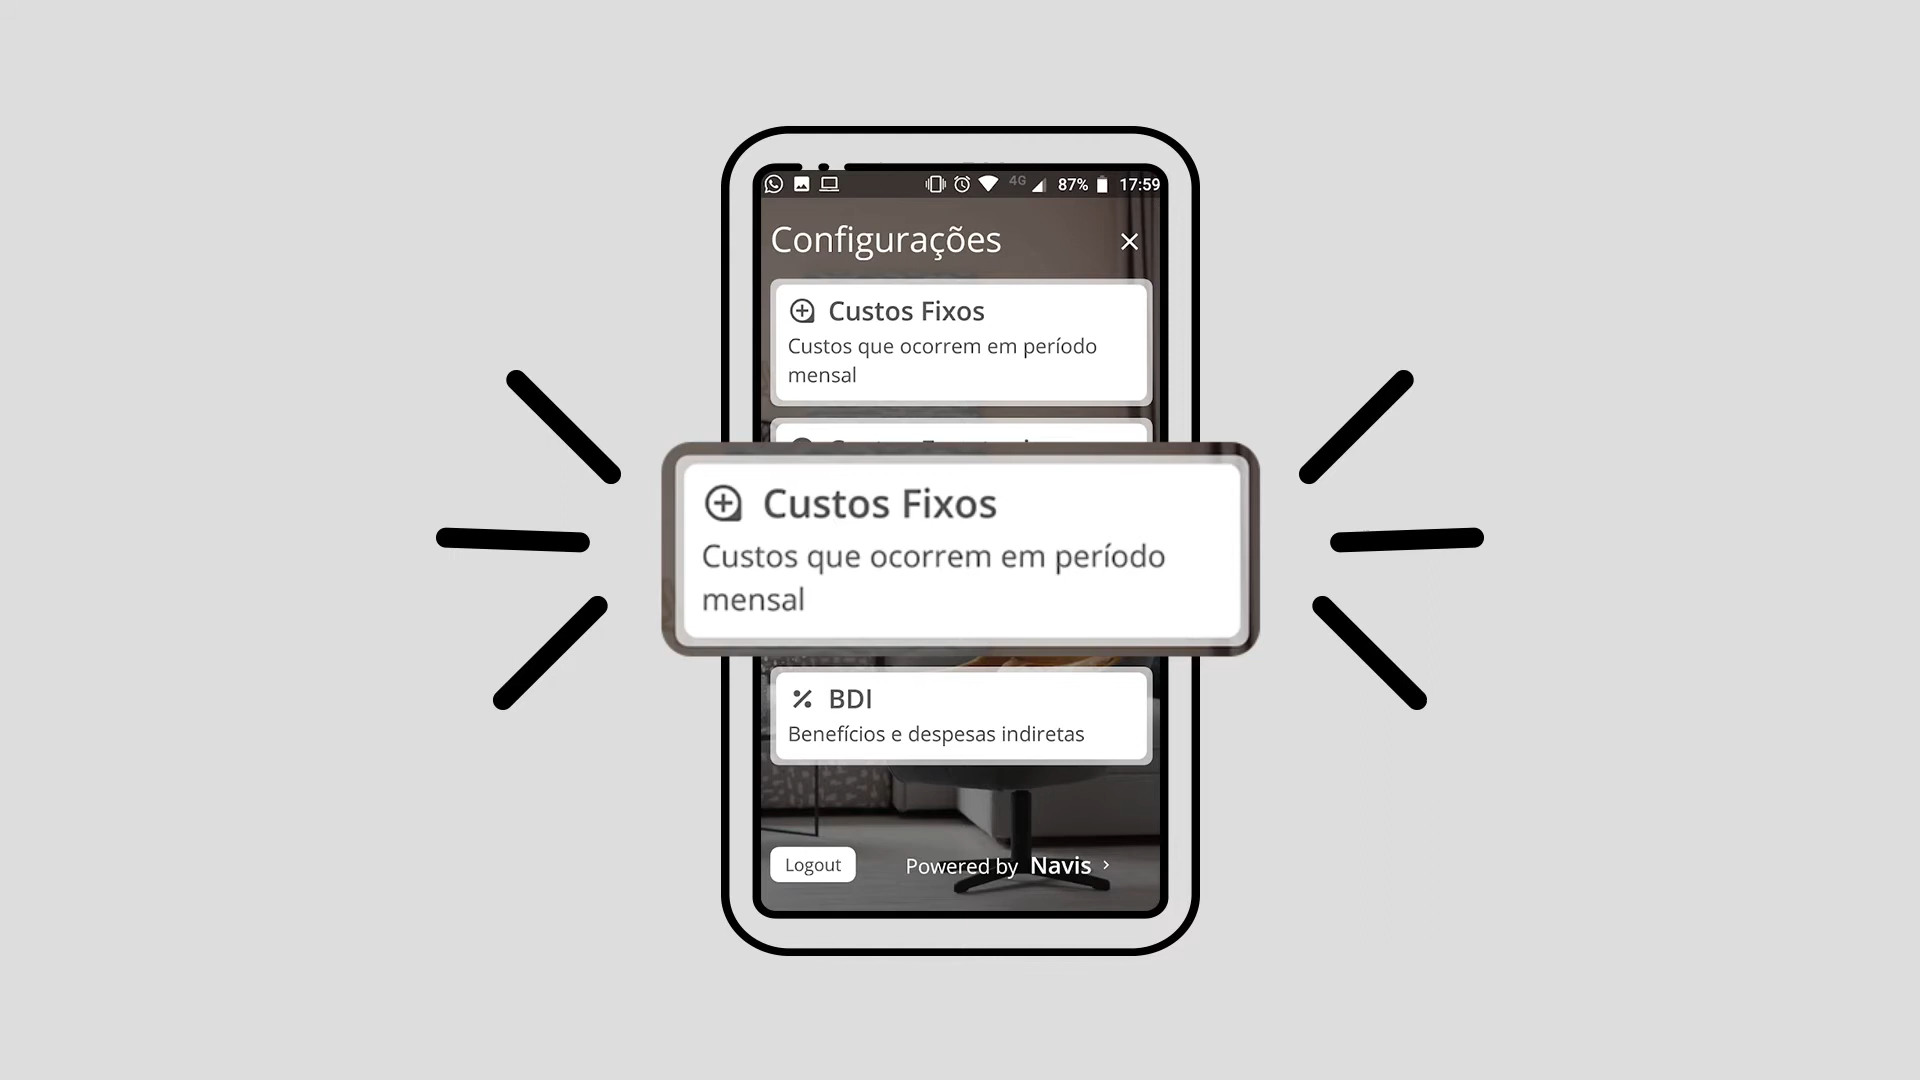 4G 87% 17:59
Configurações
Custos Fixos
Custos que ocorrem em período
mensal
Custos Fixos
Custos que ocorrem em período
mensal
BDI
Benefícios e despesas indiretas
Logout
Powered by Navis